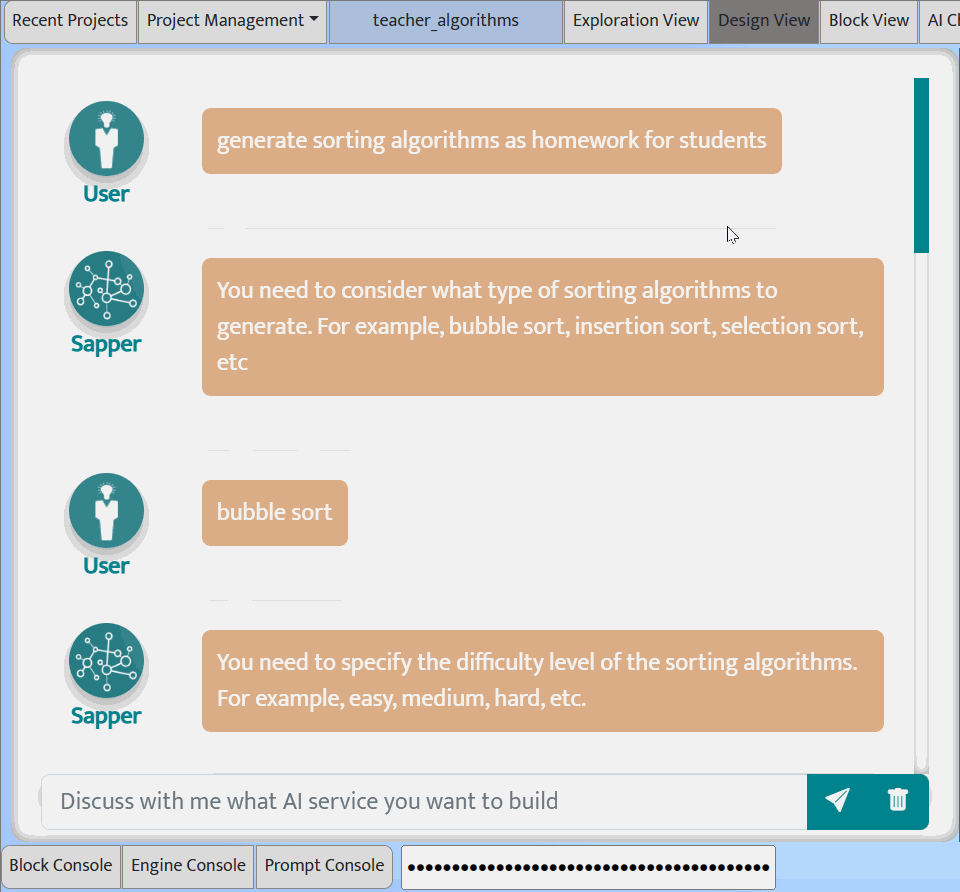 Recent Projects
Project Management
teacher_algorithms
Exploration View
Design View
Block View
AI
generate sorting algorithms as homework for students
User
You need to consider what type of sorting algorithms to
generate. For example, bubble sort, insertion sort, selection sort,
etc
Sapper
bubble sort
User
You need to specify the difficulty level of the sorting algorithms.
For example, easy, medium, hard, etc.
Sapper
Discuss with me what AI service you want to build
Block Console
Engine Console
Prompt Console